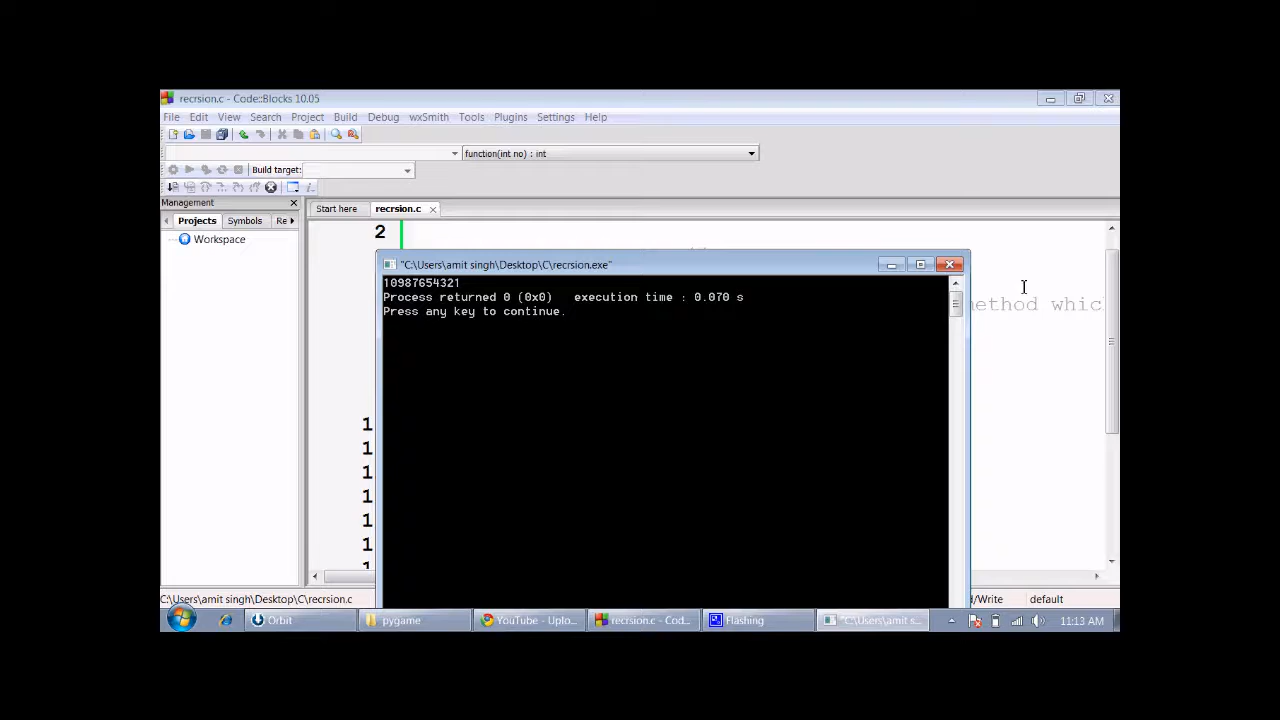 recrsion.c - Code::Blocks 10.05
File Edit View Search Project Build Debug wxSmith Tools Plugins Settings Help
function(int no) : int
Build target:
Management
Start here recrsion.c
Projects Symbols Re
2
Workspace
"C:\Users\amit singh\Desktop\C\recrsion.exe"
10987654321
Process returned 0 (0x0) execution time : 0.070 s
ethod whic
Press any key to continue.
1
1
1
1
1
1
1
C:\Users\amit singh\Desktop\C\recrsion.c
d/Write default
Orbit pygame YouTube - Uplo... recrsion.c - Cod... Flashing "C:\Users\amit s... 11:13 AM